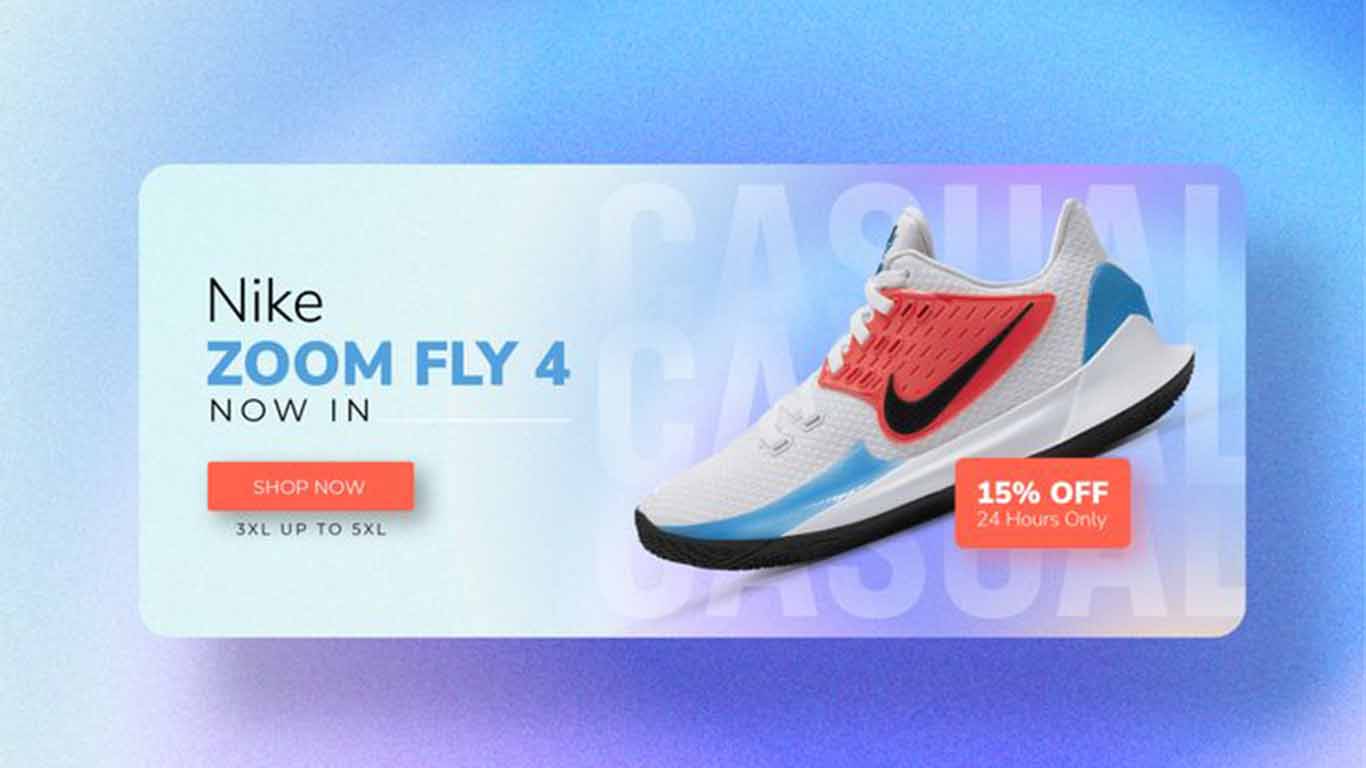 Nike
ZOOM FLY 4
NOW IN
SHOP NOW
3XL UP TO 5XL
CASUAL
CASUAL
CASUAL
15% OFF
24 Hours Only